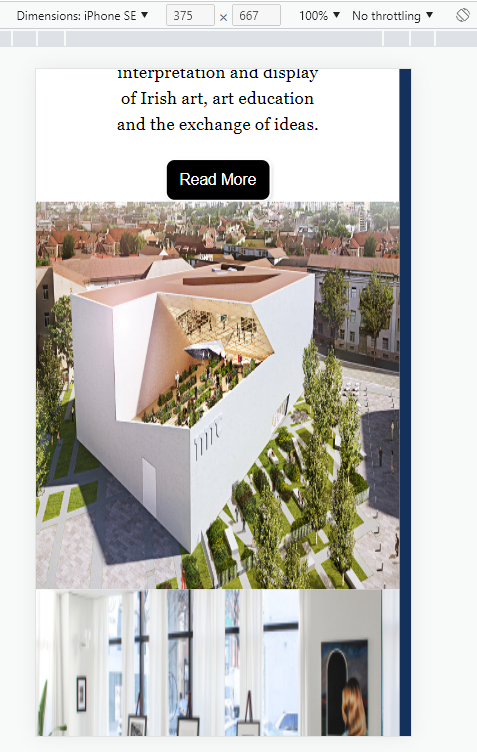 Dimensions: iPhone SE ▼ 375 × 667 100% ▼ No throttling ▼
interpretation and display
of Irish art, art education
and the exchange of ideas.
Read More